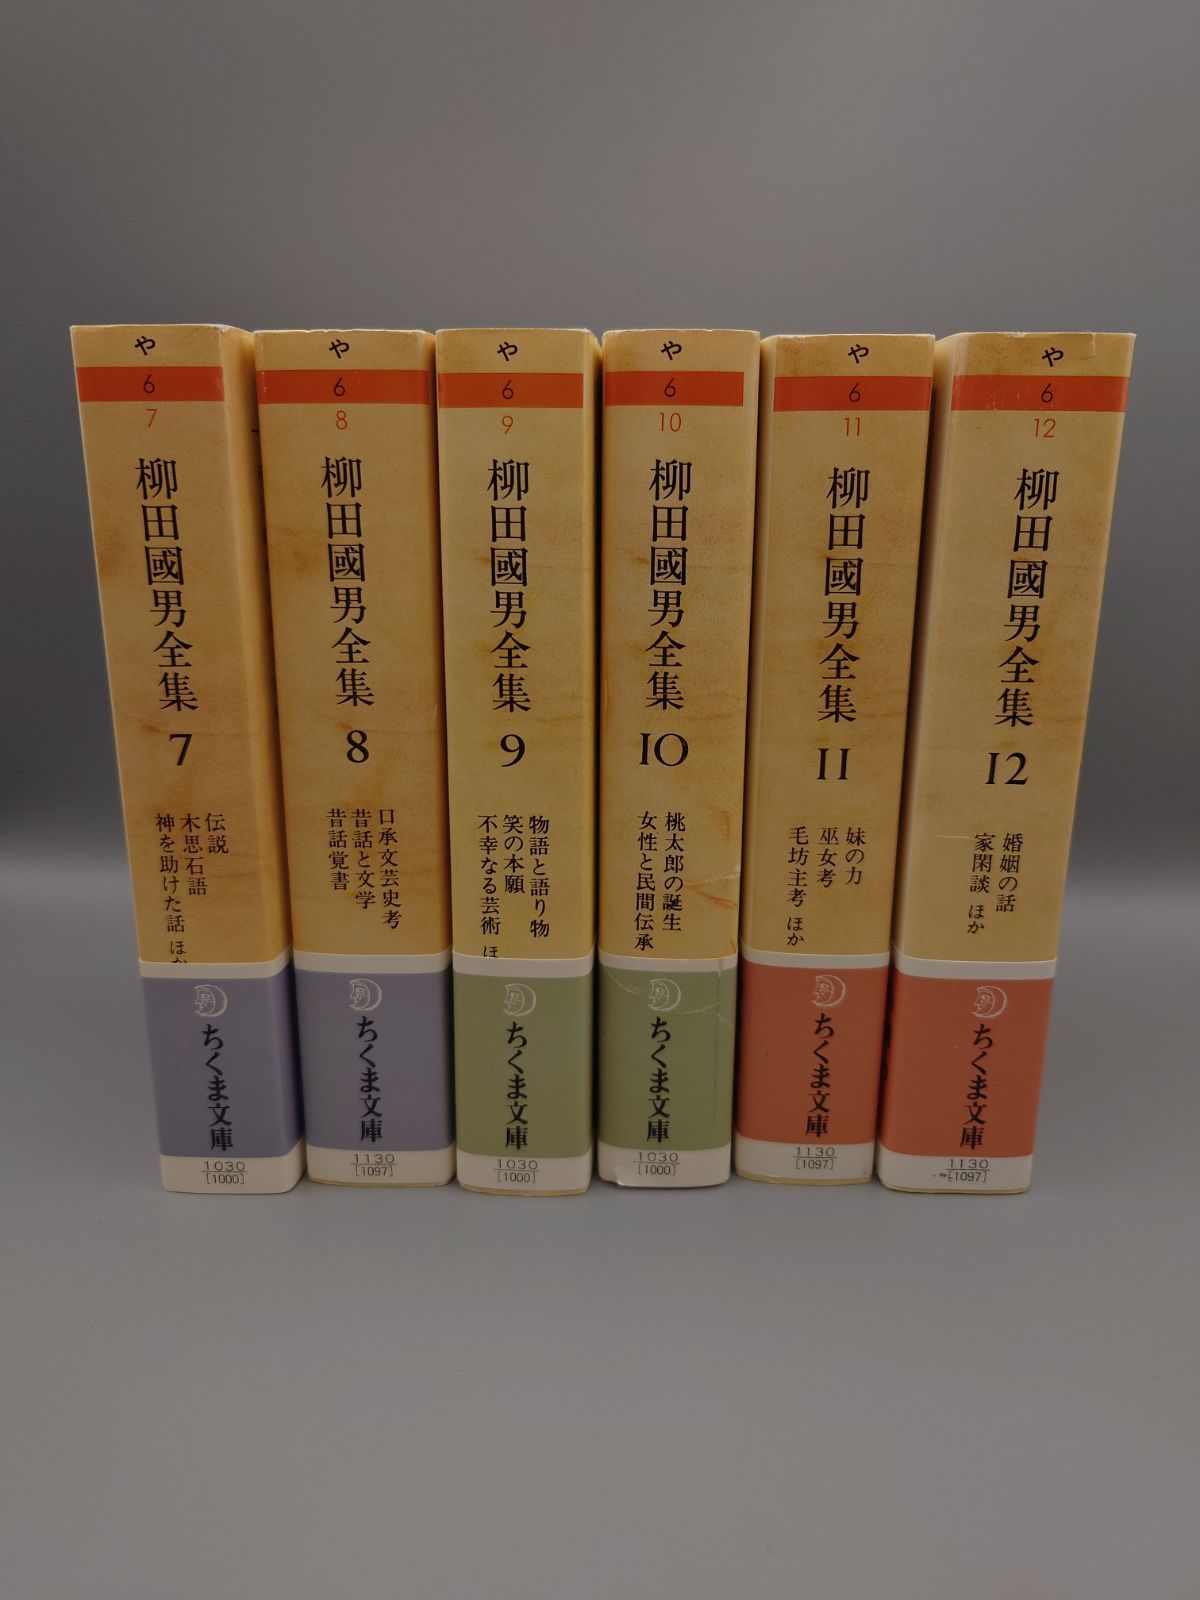 や
6
7
柳田國男全集
7
伝説
木思石語
神を助けた話 ほか
ちくま文庫
1030
[1000]
や
6
8
柳田國男全集
8
口承文芸史考
昔話と文学
昔話覚書
ちくま文庫
1130
[1097]
や
6
9
柳田國男全集
9
物語と語り物
笑の本願
不幸なる芸術 ほ
ちくま文庫
1030
[1000]
や
6
10
柳田國男全集
10
桃太郎の誕生
女性と民間伝承
ちくま文庫
1030
[1000]
や
6
11
柳田國男全集
11
妹の力
巫女考
毛坊主考 ほか
ちくま文庫
1130
[1097]
や
6
12
柳田國男全集
12
婚姻の話
家閑談 ほか
ちくま文庫
1130
[1097]